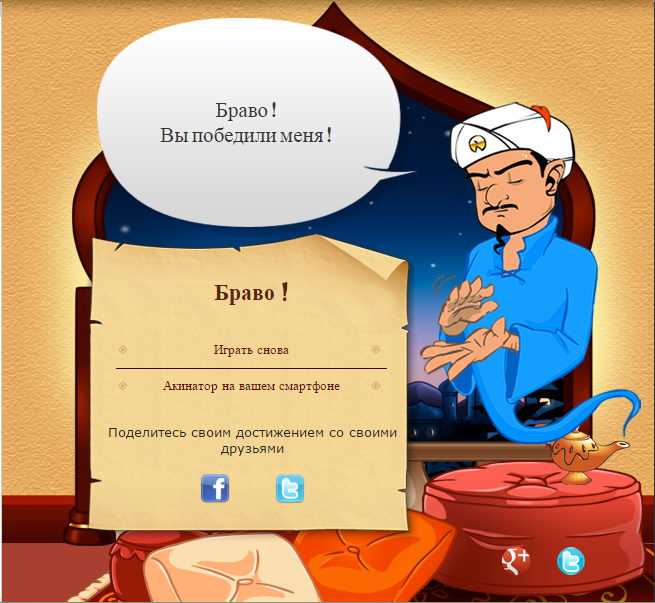 Браво !
Вы победили меня !
Браво !
Играть снова
Акинатор на вашем смартфоне
Поделитесь своим достижением со своими
друзьями